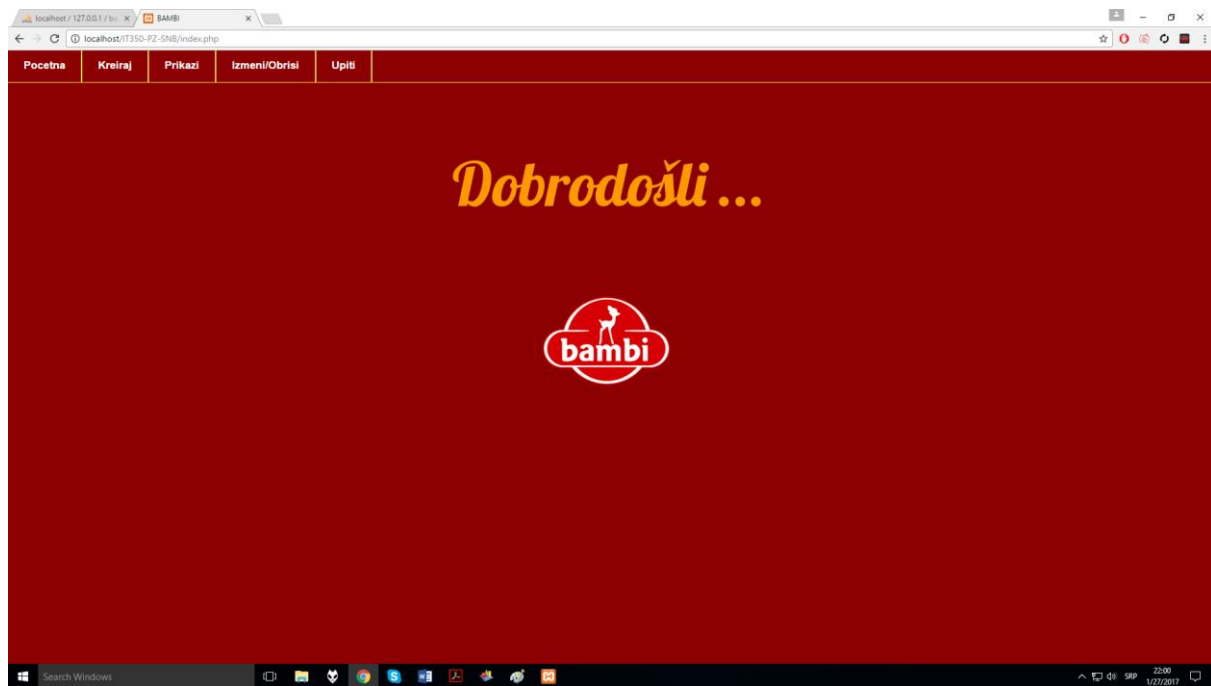 localhost / 127.0.0.1 / ba
BAMBI
localhost/IT350-PZ-SNB/index.php
Pocetna Kreiraj Prikazi Izmeni/Obrisi Upiti
Dobrodošli ...
bambi
Search Windows
SRP
22:00
1/27/2017